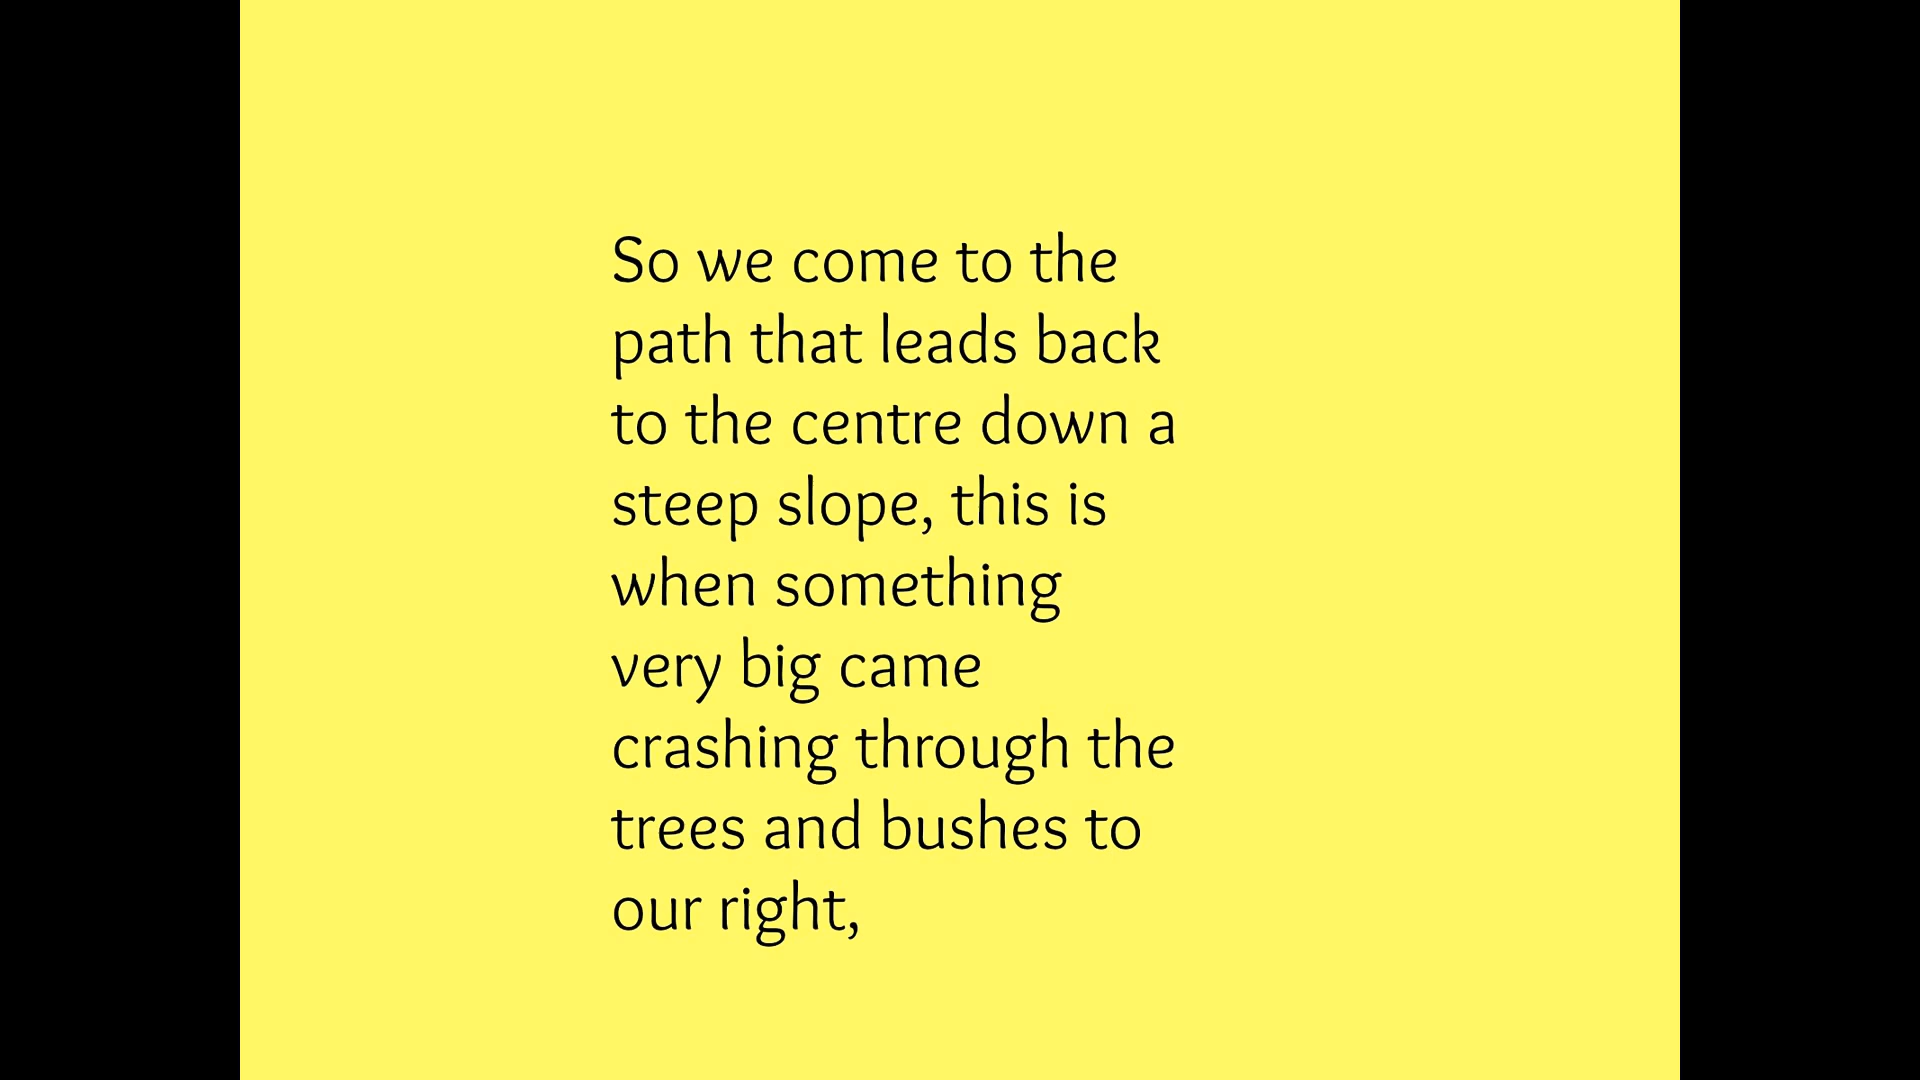 So we come to the
path that leads back
to the centre down a
steep slope, this is
when something
very big came
crashing through the
trees and bushes to
our right,